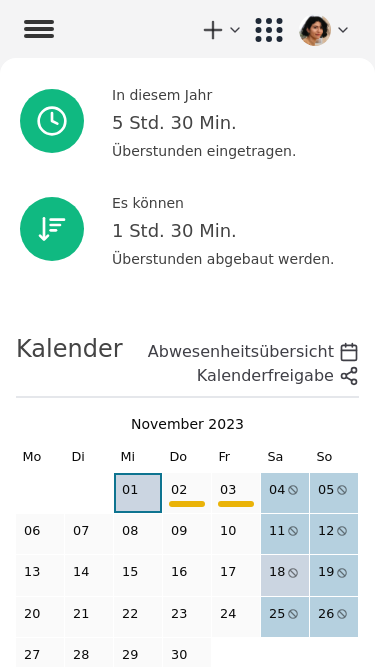 In diesem Jahr
5 Std. 30 Min.
Überstunden eingetragen.
Es können
1 Std. 30 Min.
Überstunden abgebaut werden.
Kalender
Abwesenheitsübersicht
Kalenderfreigabe
November 2023
Mo Di Mi Do Fr Sa So
01 02 03 04 05
06 07 08 09 10 11 12
13 14 15 16 17 18 19
20 21 22 23 24 25 26
27 28 29 30